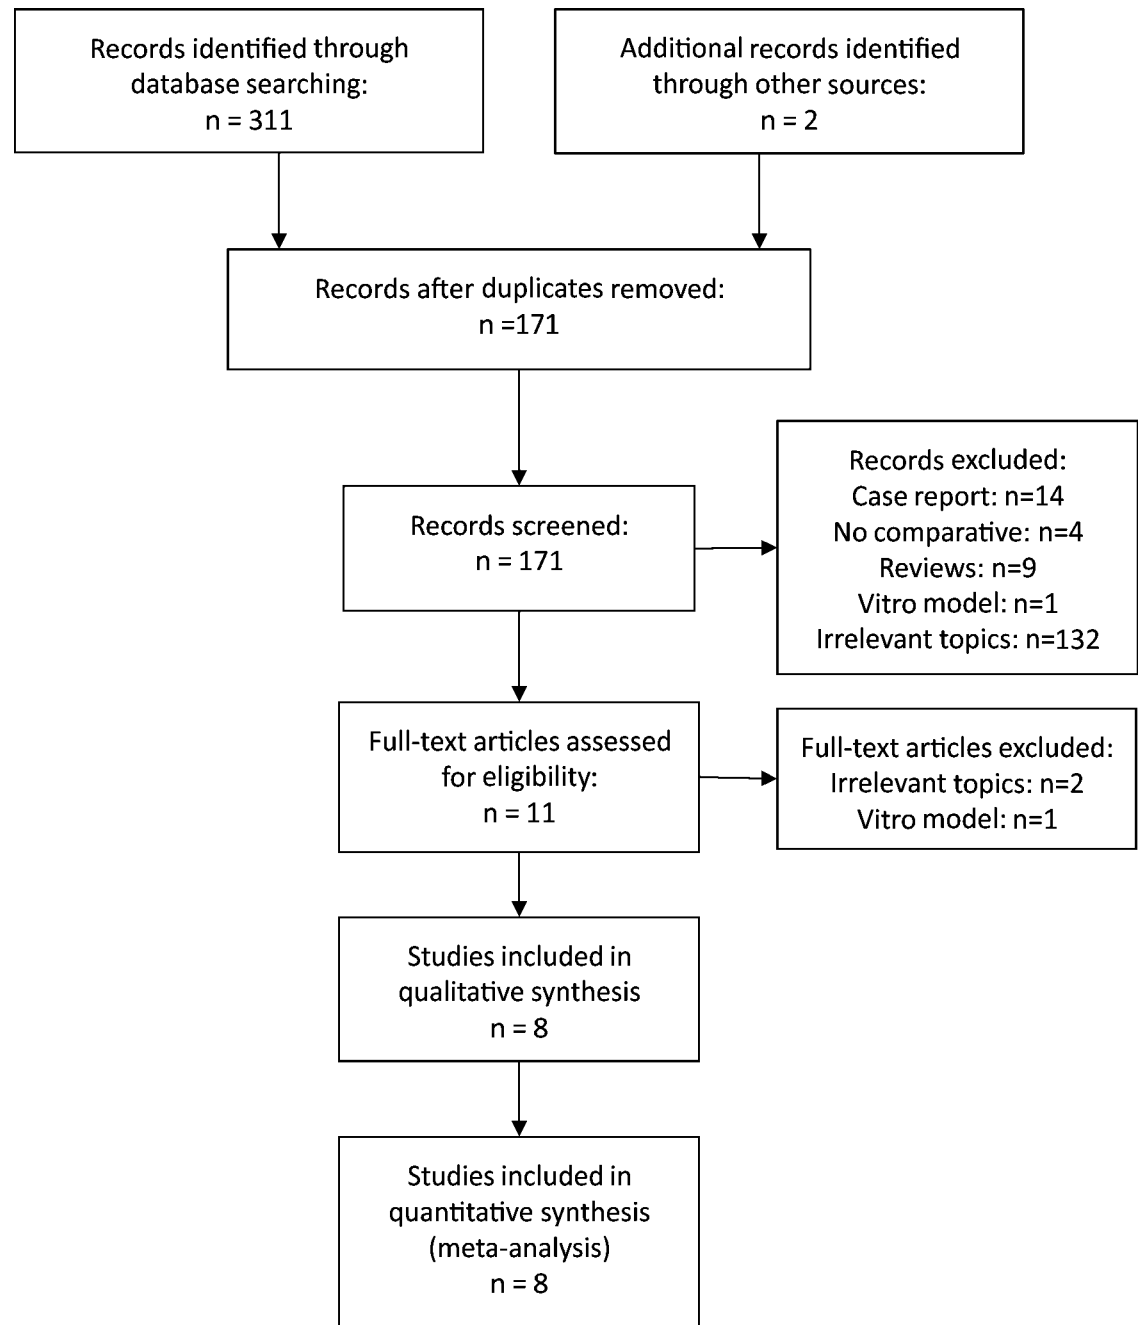 Records identified through
database searching:
n = 311
Additional records identified
through other sources:
n = 2
Records after duplicates removed:
n =171
Records screened:
n = 171
Records excluded:
Case report: n=14
No comparative: n=4
Reviews: n=9
Vitro model: n=1
Irrelevant topics: n=132
Full-text articles assessed
for eligibility:
n = 11
Full-text articles excluded:
Irrelevant topics: n=2
Vitro model: n=1
Studies included in
qualitative synthesis
n = 8
Studies included in
quantitative synthesis
(meta-analysis)
n = 8